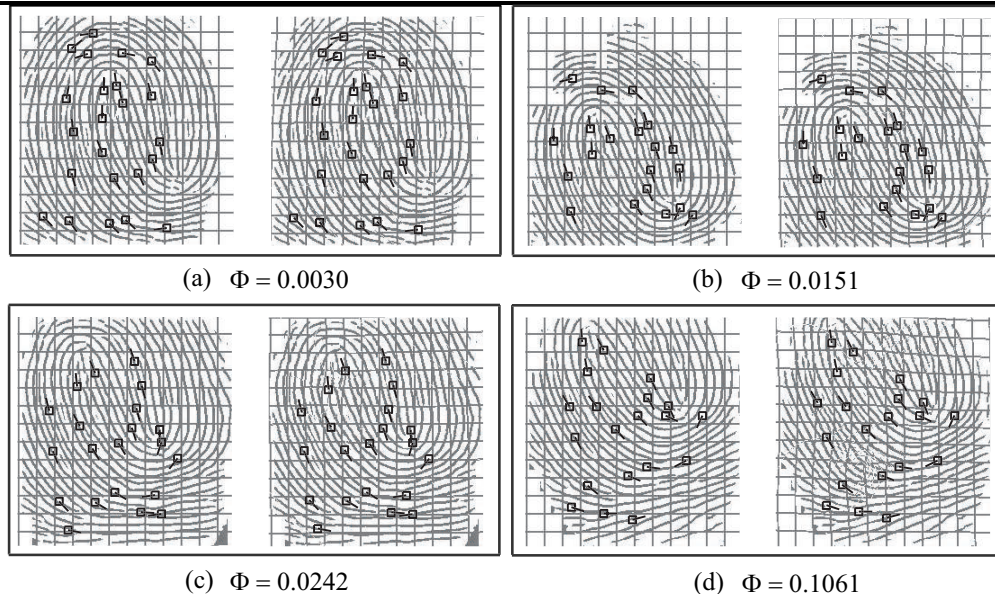 (a) Φ = 0.0030
(b) Φ = 0.0151
(c) Φ = 0.0242
(d) Φ = 0.1061